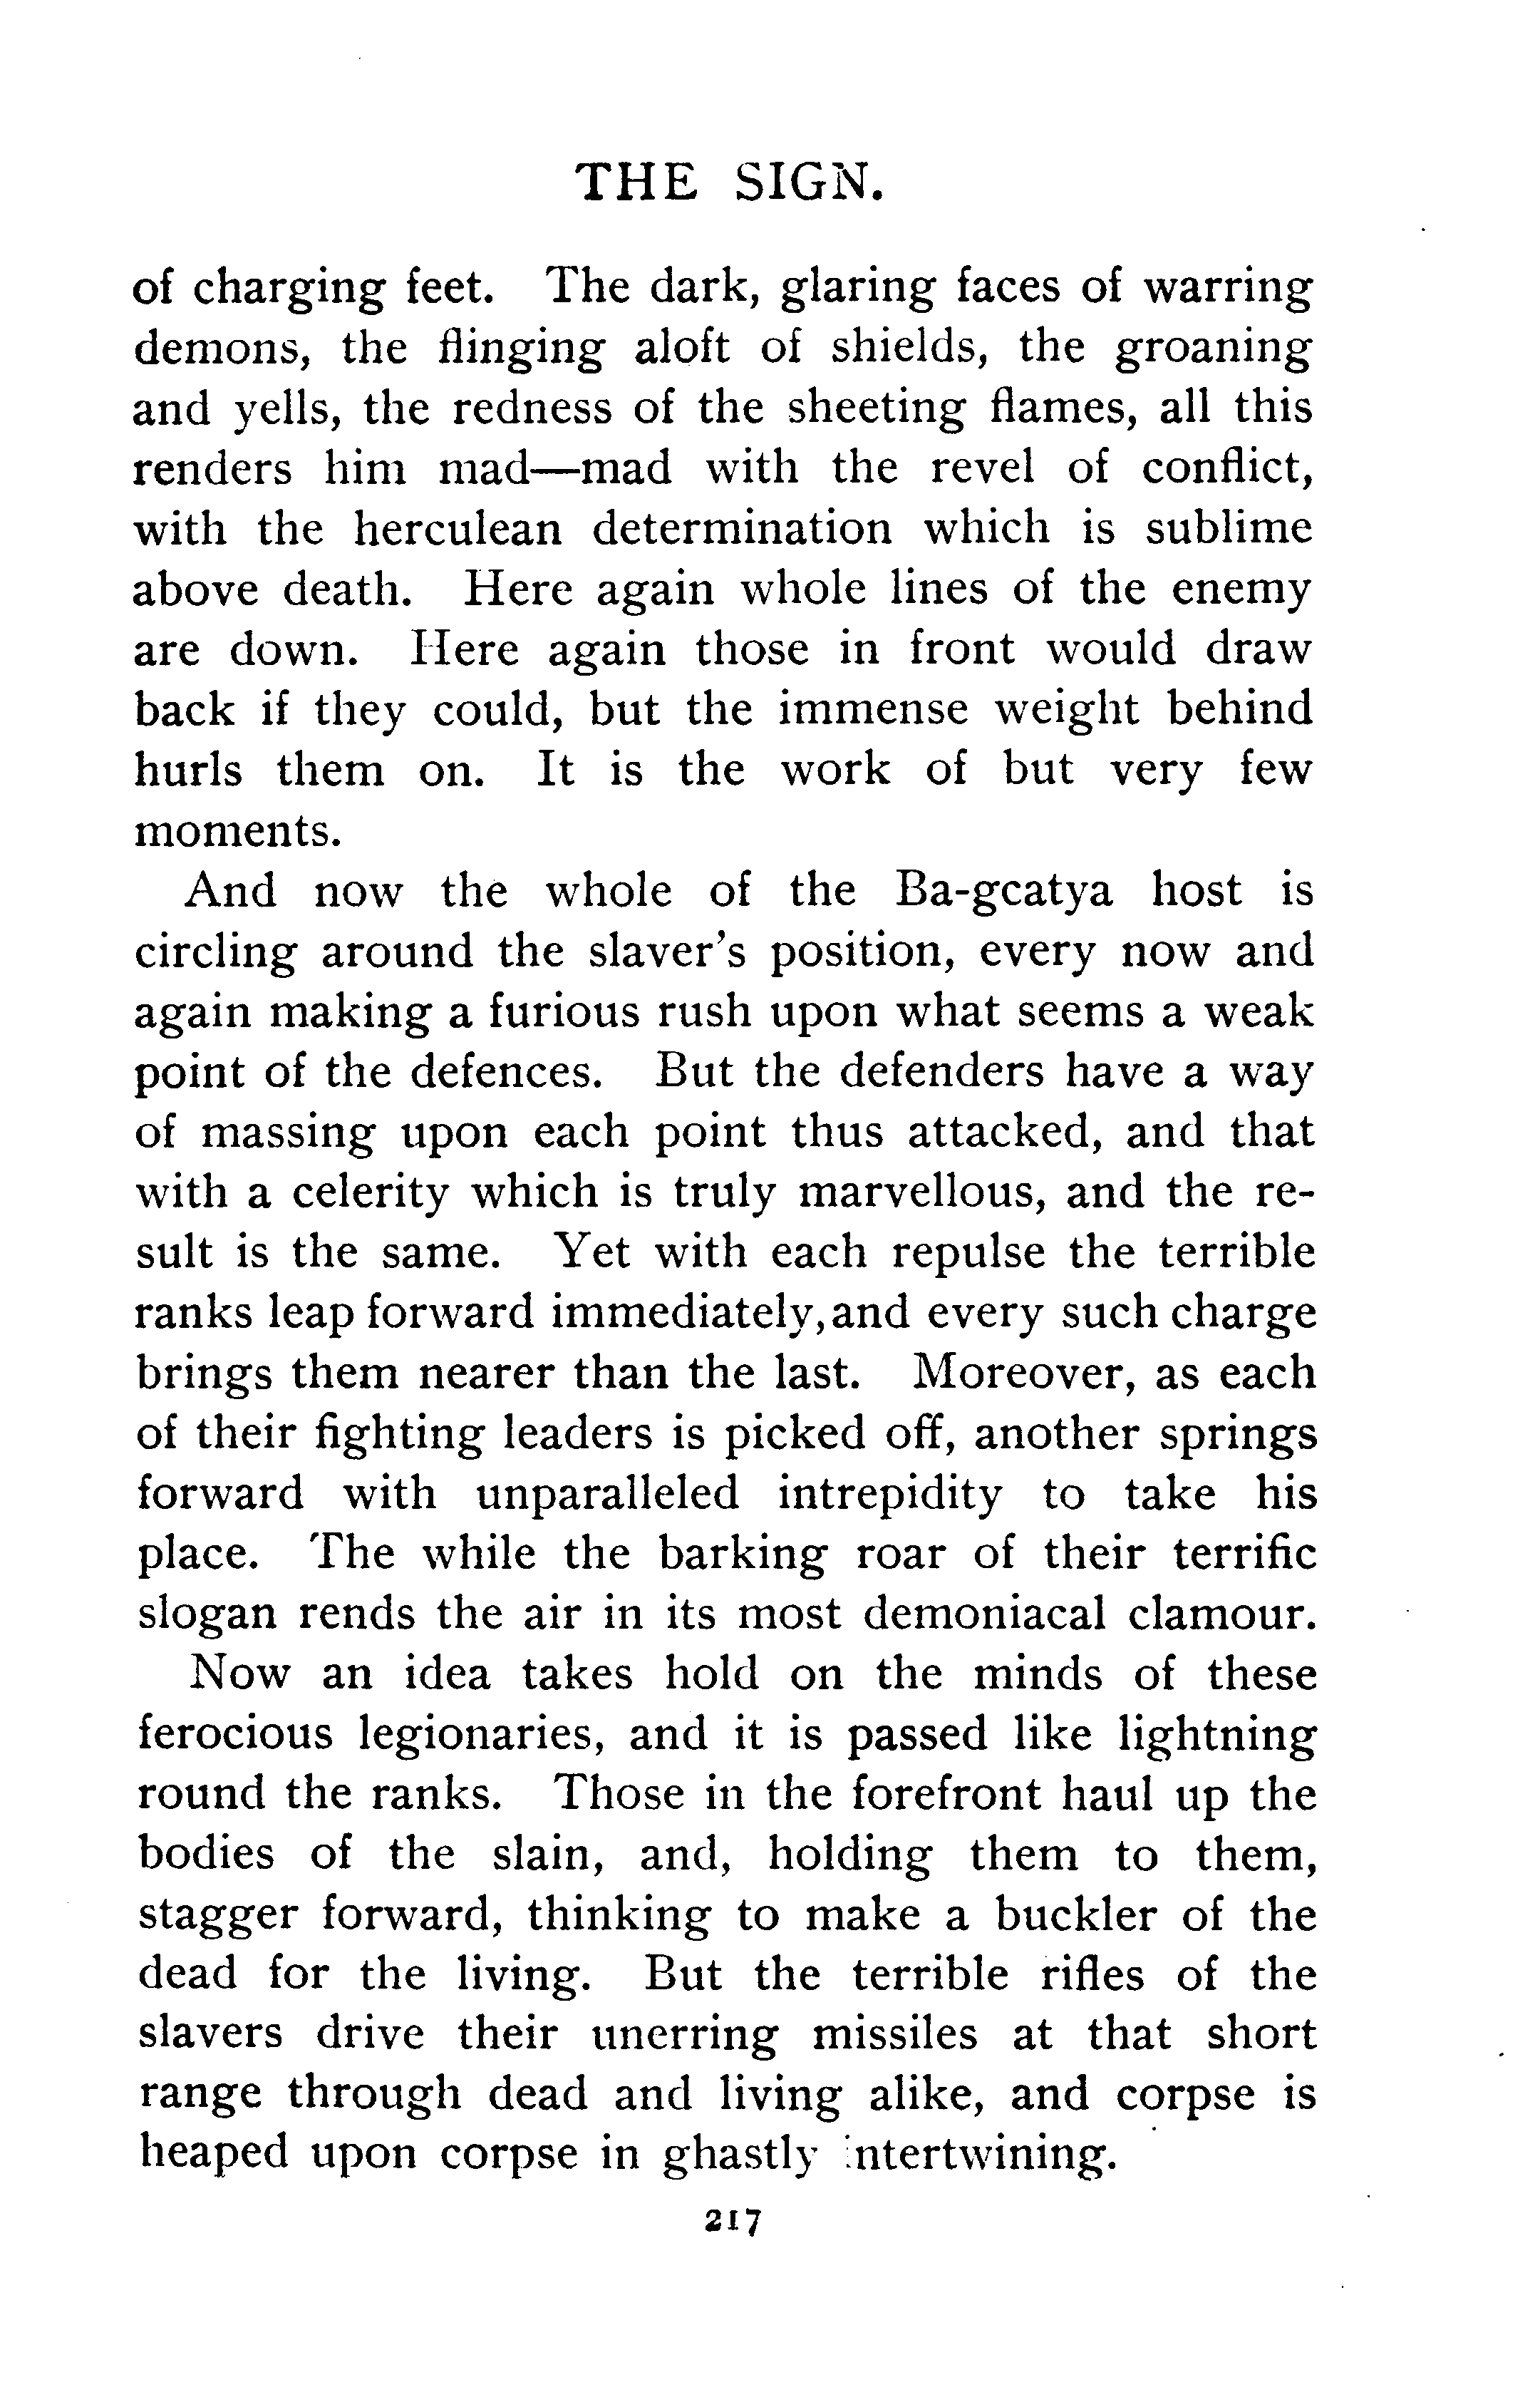 THE SIGN.
of charging feet. The dark, glaring faces of warring
demons, the flinging aloft of shields, the groaning
and yells, the redness of the sheeting flames, all this
renders him mad—mad with the revel of conflict,
with the herculean determination which is sublime
above death. Here again whole lines of the enemy
are down. Here again those in front would draw
back if they could, but the immense weight behind
hurls them on. It is the work of but very few
moments.
And now the whole of the Ba-gcatya host is
circling around the slaver's position, every now and
again making a furious rush upon what seems a weak
point of the defences. But the defenders have a way
of massing upon each point thus attacked, and that
with a celerity which is truly marvellous, and the re-
sult is the same. Yet with each repulse the terrible
ranks leap forward immediately, and every such charge
brings them nearer than the last. Moreover, as each
of their fighting leaders is picked off, another springs
forward with unparalleled intrepidity to take his
place. The while the barking roar of their terrific
slogan rends the air in its most demoniacal clamour.
Now an idea takes hold on the minds of these
ferocious legionaries, and it is passed like lightning
round the ranks. Those in the forefront haul up the
bodies of the slain, and, holding them to them,
stagger forward, thinking to make a buckler of the
dead for the living. But the terrible rifles of the
slavers drive their unerring missiles at that short
range through dead and living alike, and corpse is
heaped upon corpse in ghastly intertwining.
217